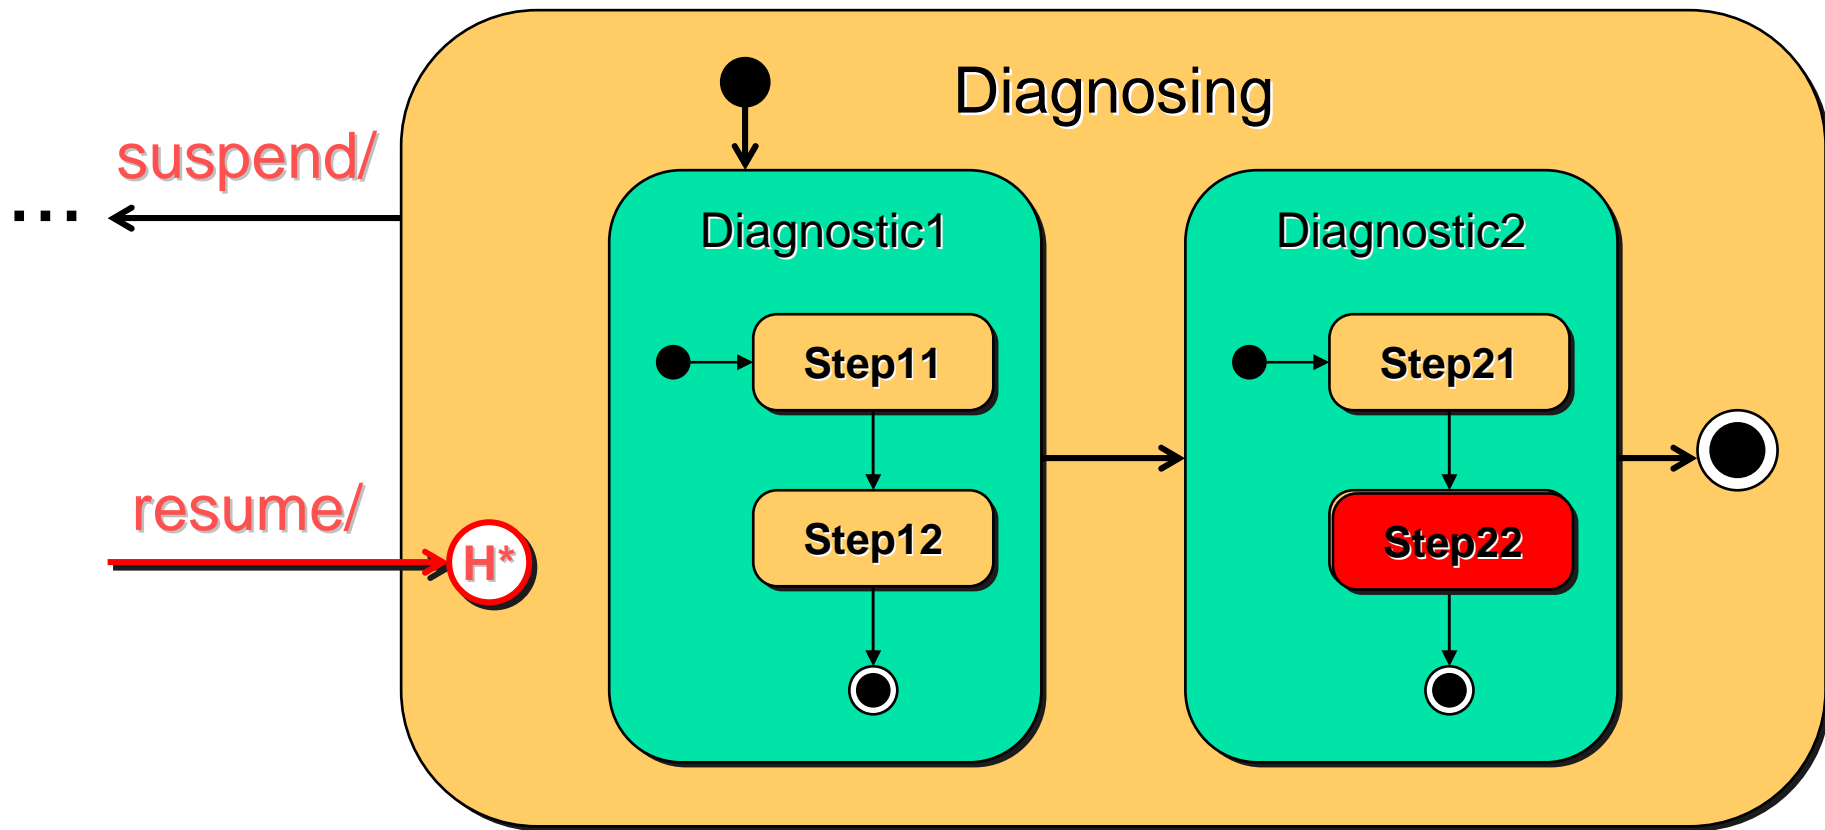 Diagnosing
suspend/
...
Diagnostic1
Diagnostic2
Step11
Step21
resume/
H*
Step12
Step22